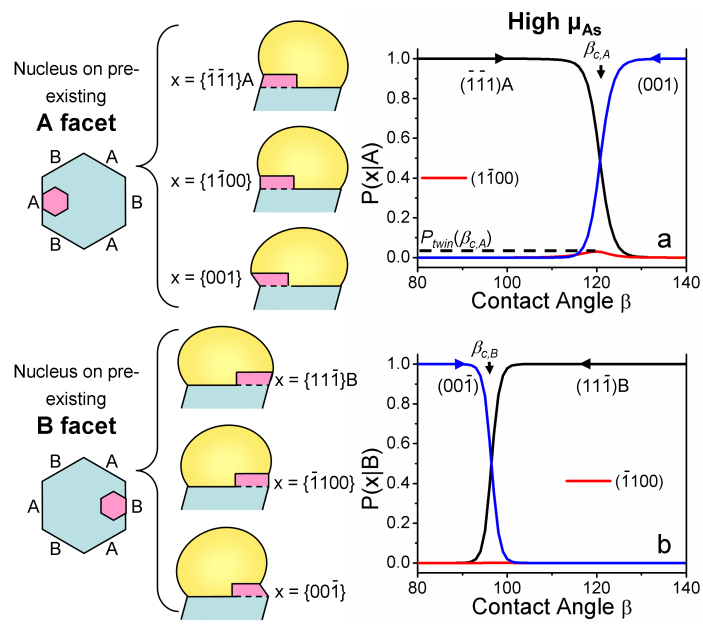 Nucleus on pre-
existing
A facet
B A
A B
B A
x = {1̄1̄1}A
x = {11̄00}
x = {001}
High μAs
βc,A
(1̄1̄1)A
(001)
(11̄00)
Ptwin(βc,A)
a
P(x|A)
1.0
0.8
0.6
0.4
0.2
0.0
80 100 120 140
Contact Angle β
Nucleus on pre-
existing
B facet
B A
A B
B A
x = {111̄}B
x = {1̄100}
x = {001̄}
βc,B
(001̄)
(111̄)B
(1̄100)
b
P(x|B)
1.0
0.8
0.6
0.4
0.2
0.0
80 100 120 140
Contact Angle β